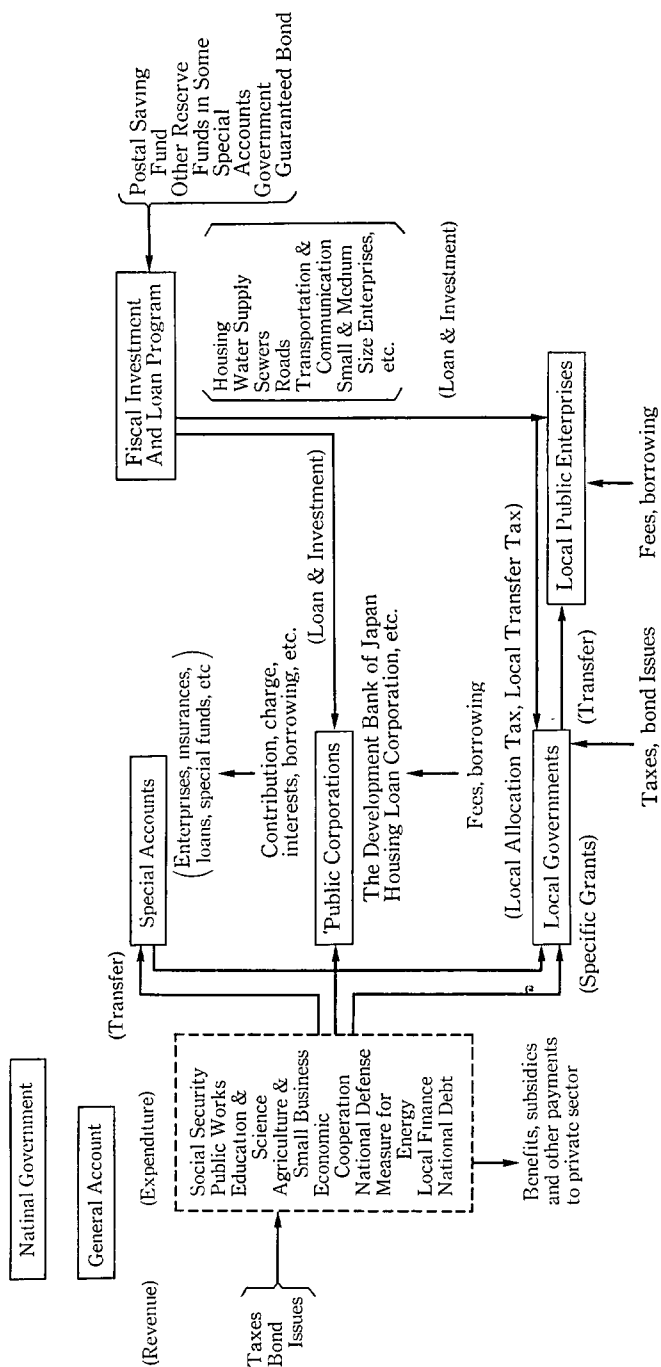 Natinal Government
General Account
(Revenue)
(Expenditure)
(Transfer)
Taxes
Bond
Issues
Social Security
Public Works
Education &
Science
Agriculture &
Small Business
Economic
Cooperation
National Defense
Measure for
Energy
Local Finance
National Debt
Benefits, subsidics
and other payments
to private sector
Special Accounts
(Enterprises, insurances,
loans, special funds, etc)
Contribution, charge,
interests, borrowing, etc.
(Loan & Investment)
Public Corporations
The Development Bank of Japan
Housing Loan Corporation, etc.
Fees, borrowing
(Local Allocation Tax, Local Transfer Tax)
Local Governments
(Specific Grants)
(Transfer)
Taxes, bond Issues
Fiscal Investment
And Loan Program
Postal Saving
Fund
Other Reserve
Funds in Some
Special
Accounts
Government
Guaranteed Bond
Housing
Water Supply
Sewers
Roads
Transportation &
Communication
Small & Medium
Size Enterprises,
etc.
(Loan & Investment)
Local Public Enterprises
Fees, borrowing